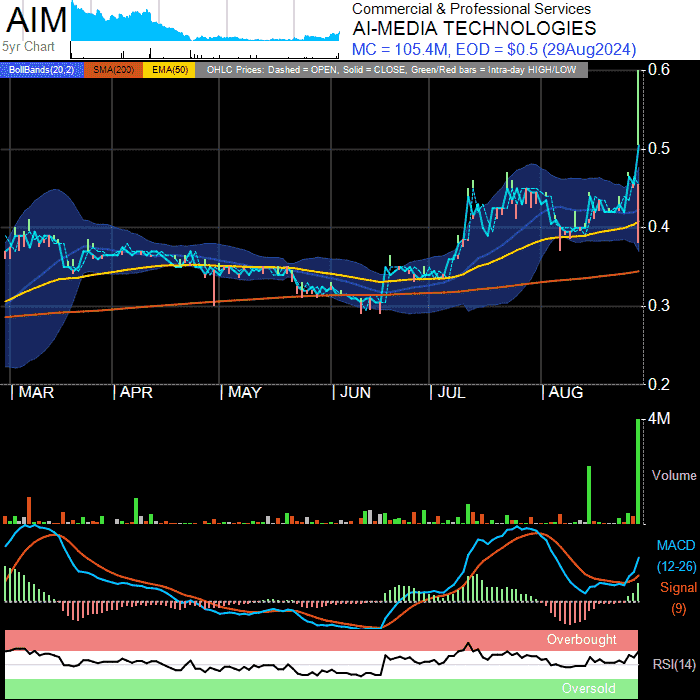 AIM
5yr Chart
Commercial & Professional Services
AI-MEDIA TECHNOLOGIES
MC = 105.4M, EOD = $0.5 (29Aug2024)
BollBands(20,2) SMA(200) EMA(50) OHLC Prices: Dashed = OPEN, Solid = CLOSE, Green/Red bars = Intra-day HIGH/LOW
0.6
0.5
0.4
0.3
0.2
MAR APR MAY JUN JUL AUG
4M
Volume
MACD
(12-26)
Signal
(9)
Overbought
RSI(14)
Oversold